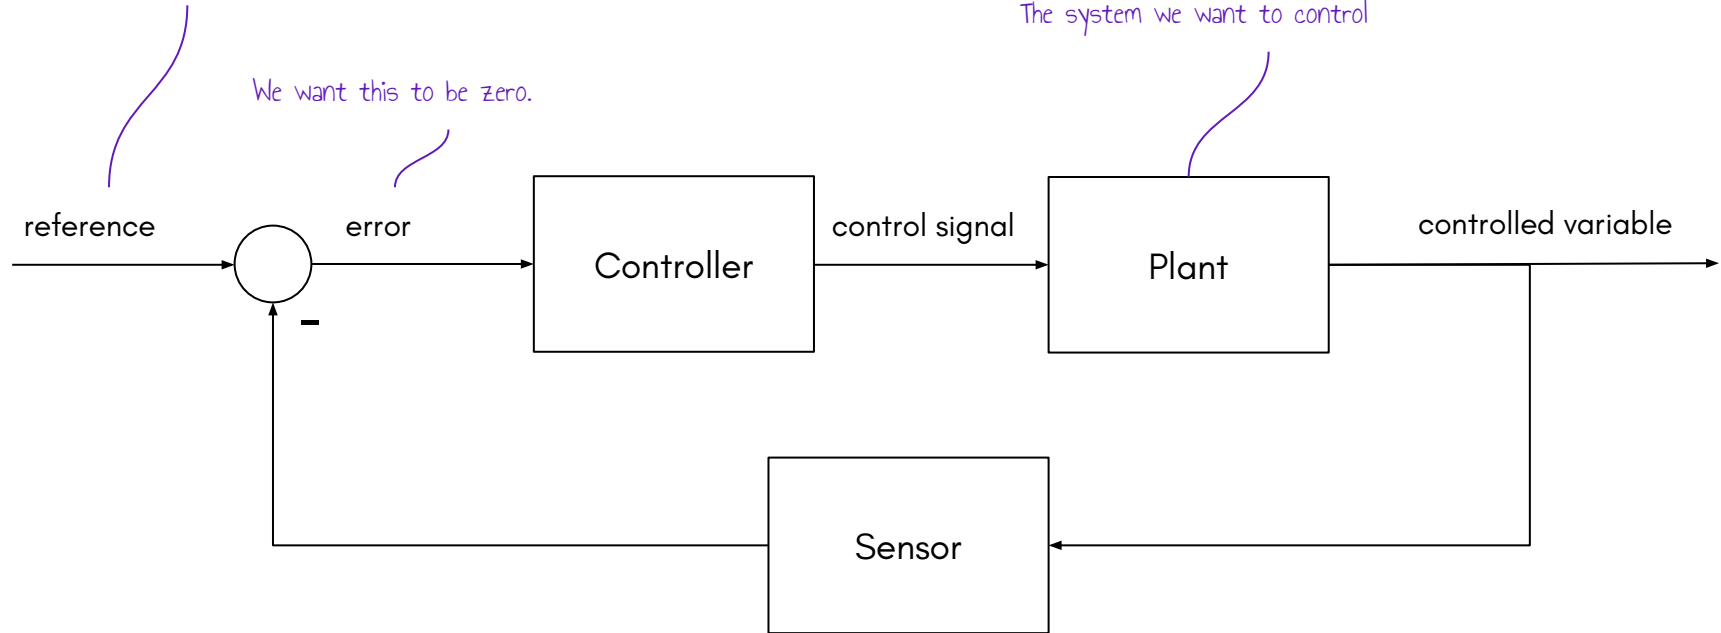 The system we want to control
We want this to be zero.
reference
error
control signal
controlled variable
Controller
Plant
-
Sensor